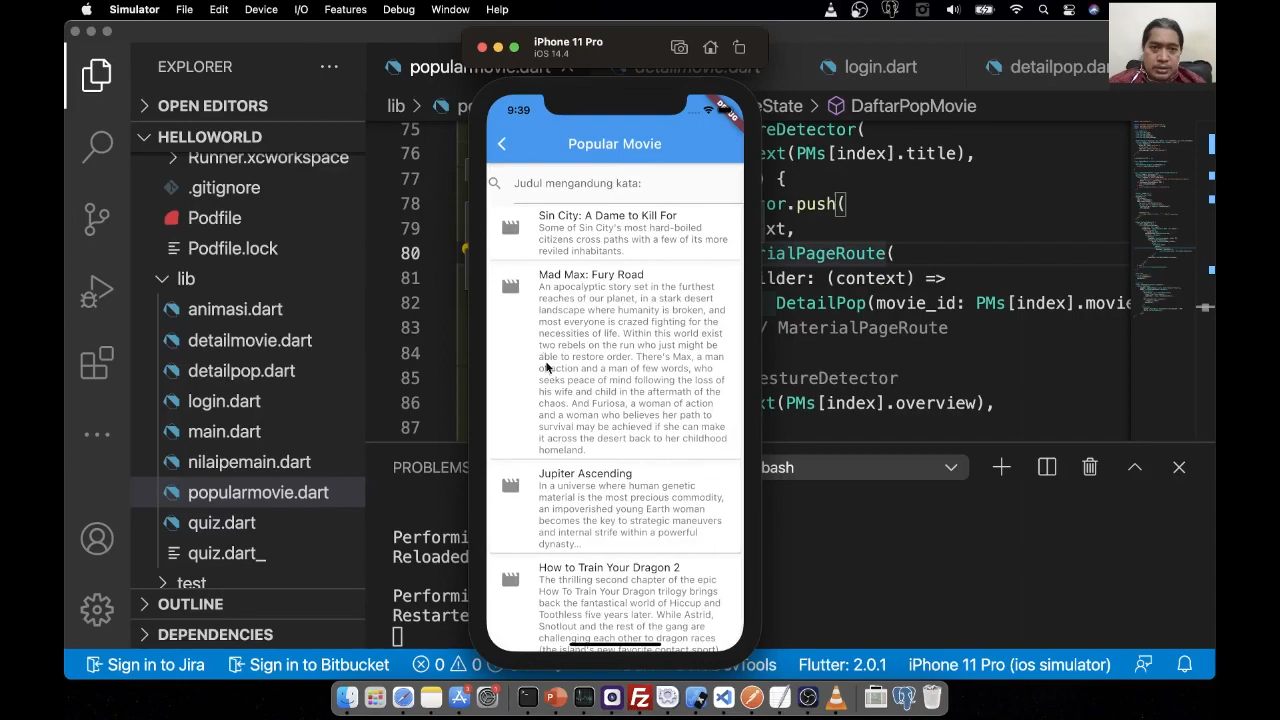 Simulator File Edit Device I/O Features Debug Window Help
iPhone 11 Pro
iOS 14.4
EXPLORER
OPEN EDITORS
HELLOWORLD
Runner.xcworkspace
.gitignore
Podfile
Podfile.lock
lib
animasi.dart
detailmovie.dart
detailpop.dart
login.dart
main.dart
nilaipemain.dart
popularmovie.dart
quiz.dart
quiz.dart_
test
OUTLINE
DEPENDENCIES
popularmovie.dart
detailmovie.dart
login.dart
lib
DaftarPopMovie
75
76 (PMs[index].title),
77 {
78 .push(
79
80 (
81 (context) =>
82 DetailPop(mvie_id: PMs[index].movie
83 / MaterialPageRoute
84
85
86 (PMs[index].overview),
87
9:39
DEBUG
Popular Movie
Judul mengandung kata:
Sin City: A Dame to Kill For
Some of Sin City's most hard-boiled
citizens cross paths with a few of its more
reviled inhabitants.
Mad Max: Fury Road
An apocalyptic story set in the furthest
reaches of our planet, in a stark desert
landscape where humanity is broken, and
most everyone is crazed fighting for the
necessities of life. Within this world exist
two rebels on the run who just might be
able to restore order. There's Max, a man
of action and a man of few words, who
seeks peace of mind following the loss of
his wife and child in the aftermath of the
chaos. And Furiosa, a woman of action
and a woman who believes her path to
survival may be achieved if she can make
it across the desert back to her childhood
homeland.
Jupiter Ascending
In a universe where human genetic
material is the most precious commodity,
an impoverished young Earth woman
becomes the key to strategic maneuvers
and internal strife within a powerful
dynasty...
How to Train Your Dragon 2
The thrilling second chapter of the epic
How To Train Your Dragon trilogy brings
back the fantastical world of Hiccup and
Toothless five years later. While Astrid,
Snotlout and the rest of the gang are
challenging each other to dragon races
(the island's new favorite contact sport)
PROBLEMS
bash
Performi
Reloaded
Performi
Restarte
Sign in to Jira Sign in to Bitbucket 0 0 Flutter: 2.0.1 iPhone 11 Pro (ios simulator)